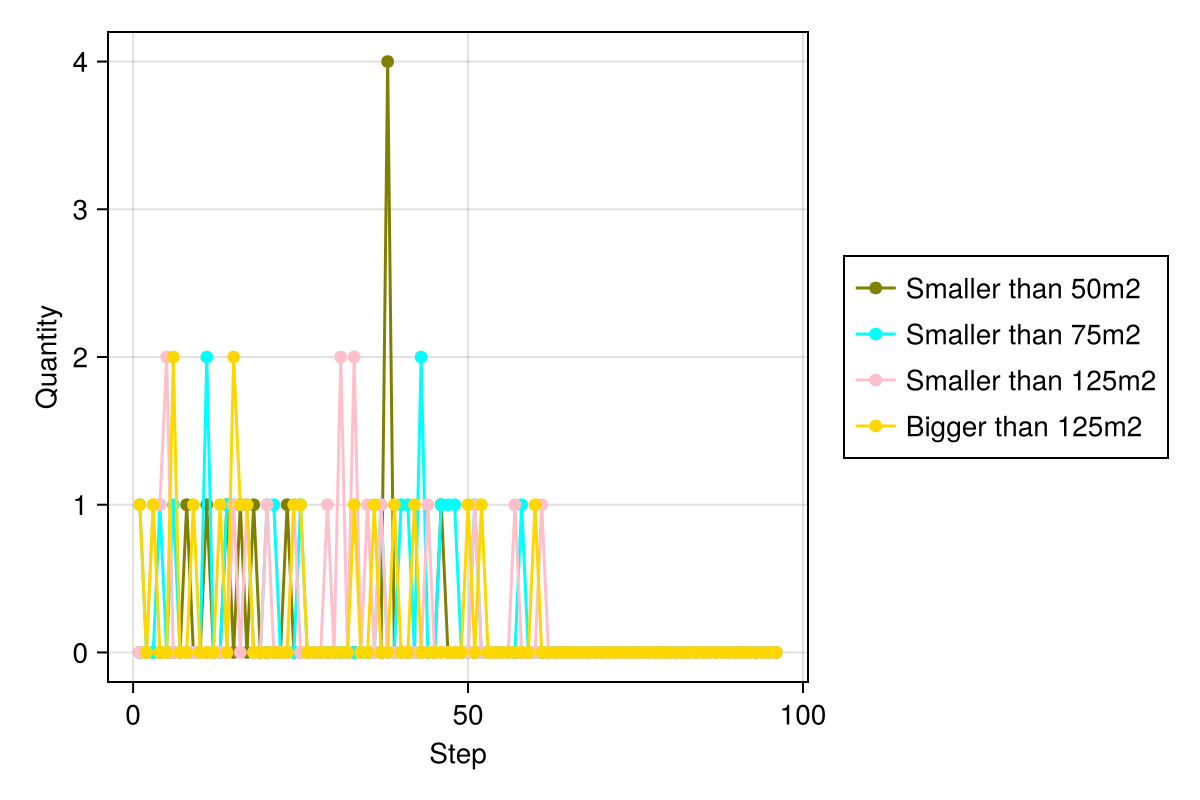 4
3
2
1
0
Quantity
0 50 100
Step
Smaller than 50m2
Smaller than 75m2
Smaller than 125m2
Bigger than 125m2